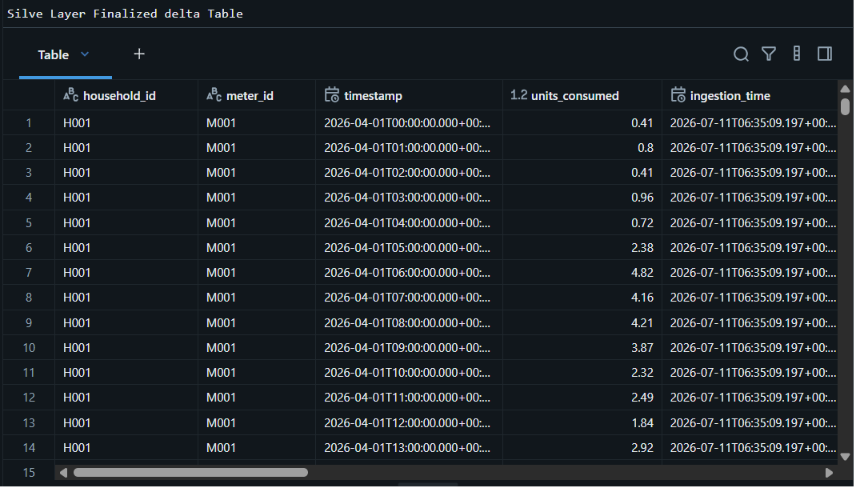 Silve Layer Finalized delta Table
Table +
household_id meter_id timestamp 1.2 units_consumed ingestion_time
1 H001 M001 2026-04-01T00:00:00.000+00:... 0.41 2026-07-11T06:35:09.197+00:...
2 H001 M001 2026-04-01T01:00:00.000+00:... 0.8 2026-07-11T06:35:09.197+00:...
3 H001 M001 2026-04-01T02:00:00.000+00:... 0.41 2026-07-11T06:35:09.197+00:...
4 H001 M001 2026-04-01T03:00:00.000+00:... 0.96 2026-07-11T06:35:09.197+00:...
5 H001 M001 2026-04-01T04:00:00.000+00:... 0.72 2026-07-11T06:35:09.197+00:...
6 H001 M001 2026-04-01T05:00:00.000+00:... 2.38 2026-07-11T06:35:09.197+00:...
7 H001 M001 2026-04-01T06:00:00.000+00:... 4.82 2026-07-11T06:35:09.197+00:...
8 H001 M001 2026-04-01T07:00:00.000+00:... 4.16 2026-07-11T06:35:09.197+00:...
9 H001 M001 2026-04-01T08:00:00.000+00:... 4.21 2026-07-11T06:35:09.197+00:...
10 H001 M001 2026-04-01T09:00:00.000+00:... 3.87 2026-07-11T06:35:09.197+00:...
11 H001 M001 2026-04-01T10:00:00.000+00:... 2.32 2026-07-11T06:35:09.197+00:...
12 H001 M001 2026-04-01T11:00:00.000+00:... 2.49 2026-07-11T06:35:09.197+00:...
13 H001 M001 2026-04-01T12:00:00.000+00:... 1.84 2026-07-11T06:35:09.197+00:...
14 H001 M001 2026-04-01T13:00:00.000+00:... 2.92 2026-07-11T06:35:09.197+00:...
15